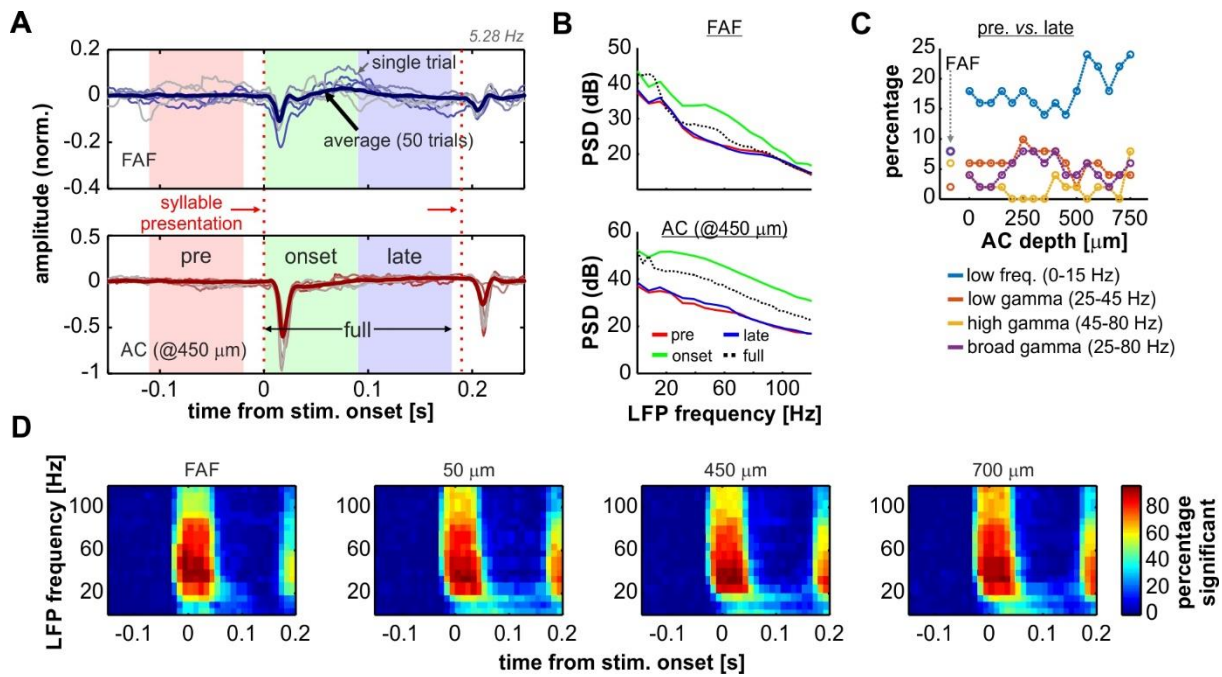 A
5.28 Hz
0.2
0
-0.2
-0.4
single trial
average (50 trials)
FAF
syllable
presentation
amplitude (norm.)
0.5
0
-0.5
-1
pre
onset
late
full
AC (@450 µm)
-0.1
0
0.1
0.2
time from stim. onset [s]
B
FAF
PSD (dB)
40
30
20
AC (@450 µm)
PSD (dB)
60
40
20
0
pre
late
onset
full
20
60
100
LFP frequency [Hz]
C
pre. vs. late
percentage
25
20
15
10
5
0
FAF
0
250
500
750
AC depth [µm]
low freq. (0-15 Hz)
low gamma (25-45 Hz)
high gamma (45-80 Hz)
broad gamma (25-80 Hz)
D
LFP frequency [Hz]
FAF
50 µm
450 µm
700 µm
100
60
20
100
60
20
100
60
20
100
60
20
-0.1 0 0.1 0.2
-0.1 0 0.1 0.2
-0.1 0 0.1 0.2
-0.1 0 0.1 0.2
time from stim. onset [s]
80
60
40
20
0
percentage
significant